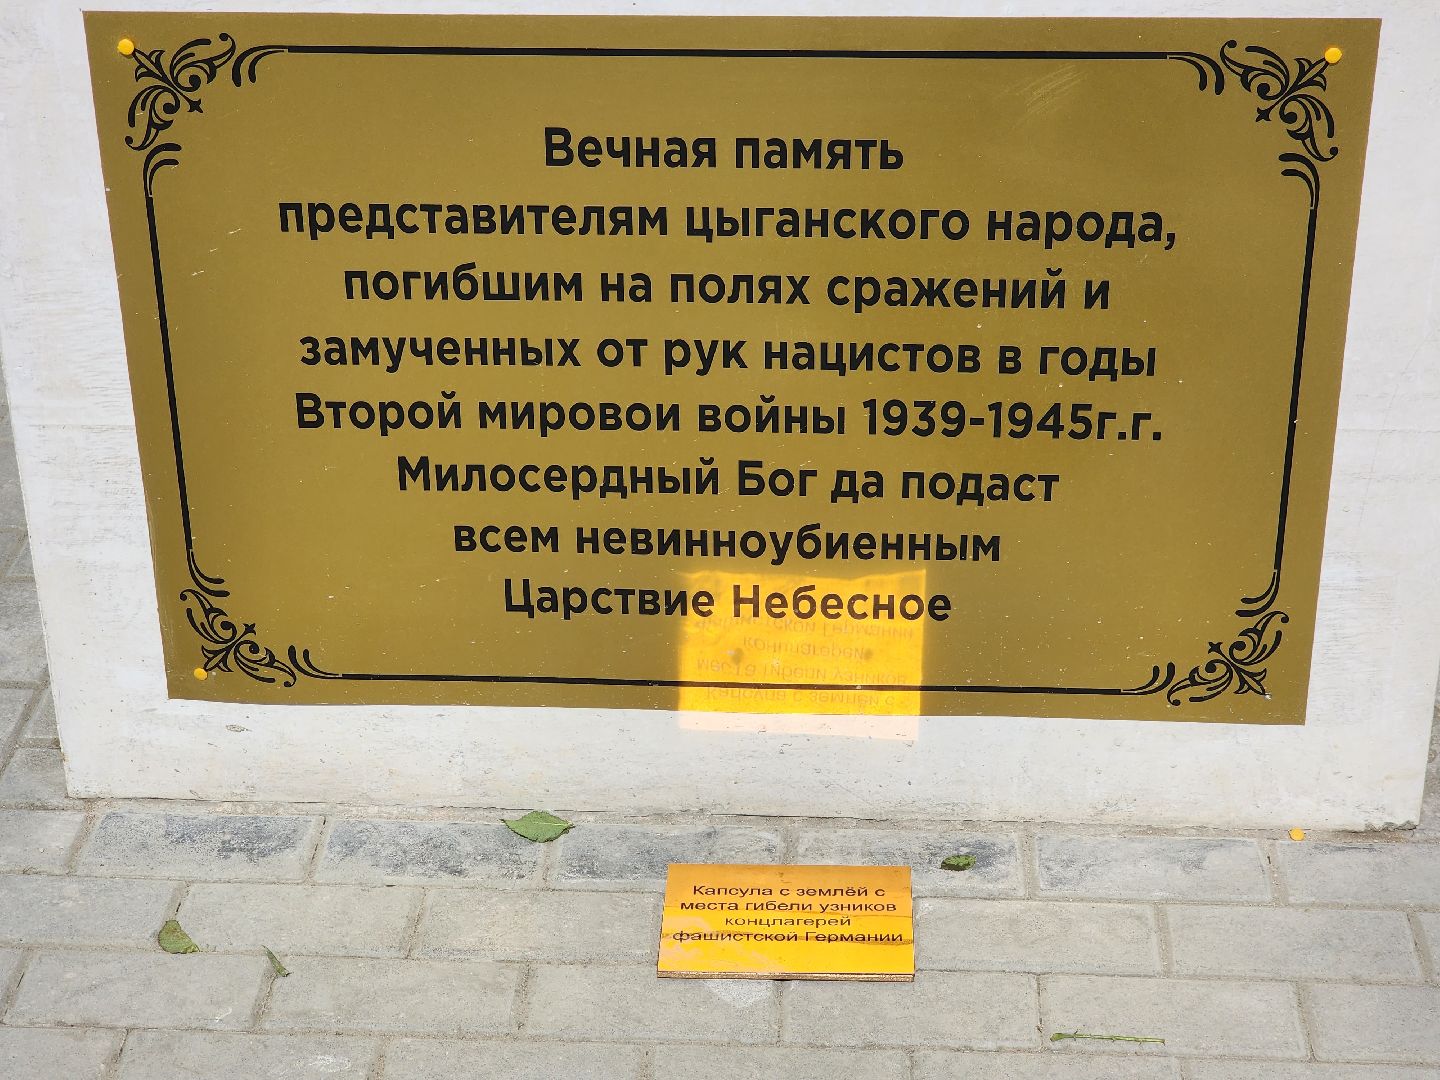 Вечная память
представителям цыганского народа,
погибшим на полях сражений и
замученных от рук нацистов в годы
Второй мировои войны 1939-1945г.г.
Милосердный Бог да подаст
всем невинноубиенным
Царствие Небесное
Капсула с землёй с
места гибели узников
концлагерей
фашистской Германии